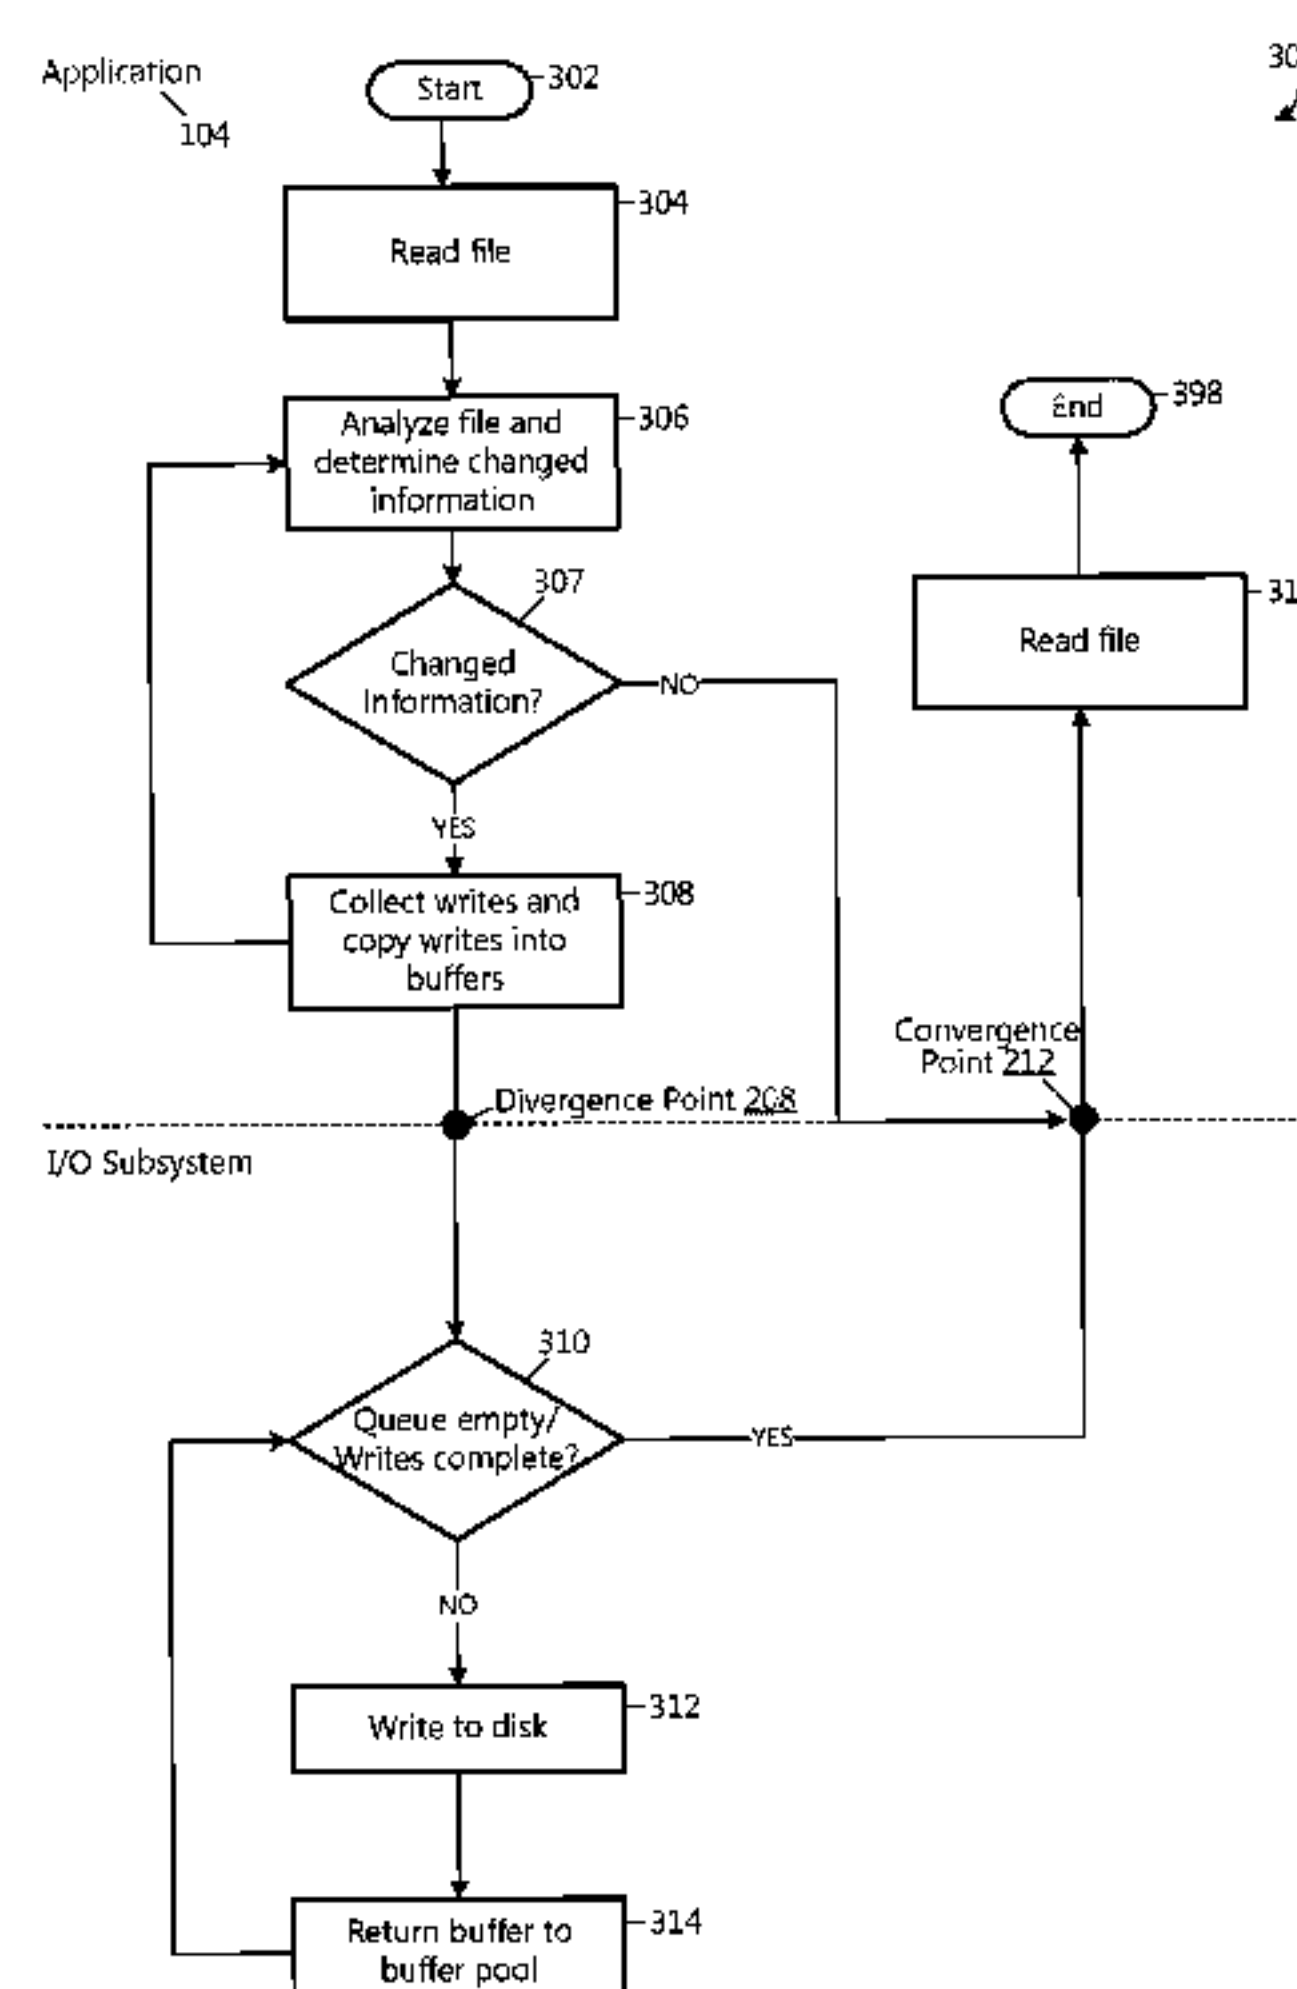 Application
104
Start
302
30
Read file
304
Analyze file and
determine changed
information
306
End
398
307
Changed
Information?
NO
Read file
31
YES
Collect writes and
copy writes into
buffers
308
Convergence
Point 212
Divergence Point 208
I/O Subsystem
310
Queue empty/
Writes complete?
YES
NO
Write to disk
312
Return buffer to
buffer pool
314